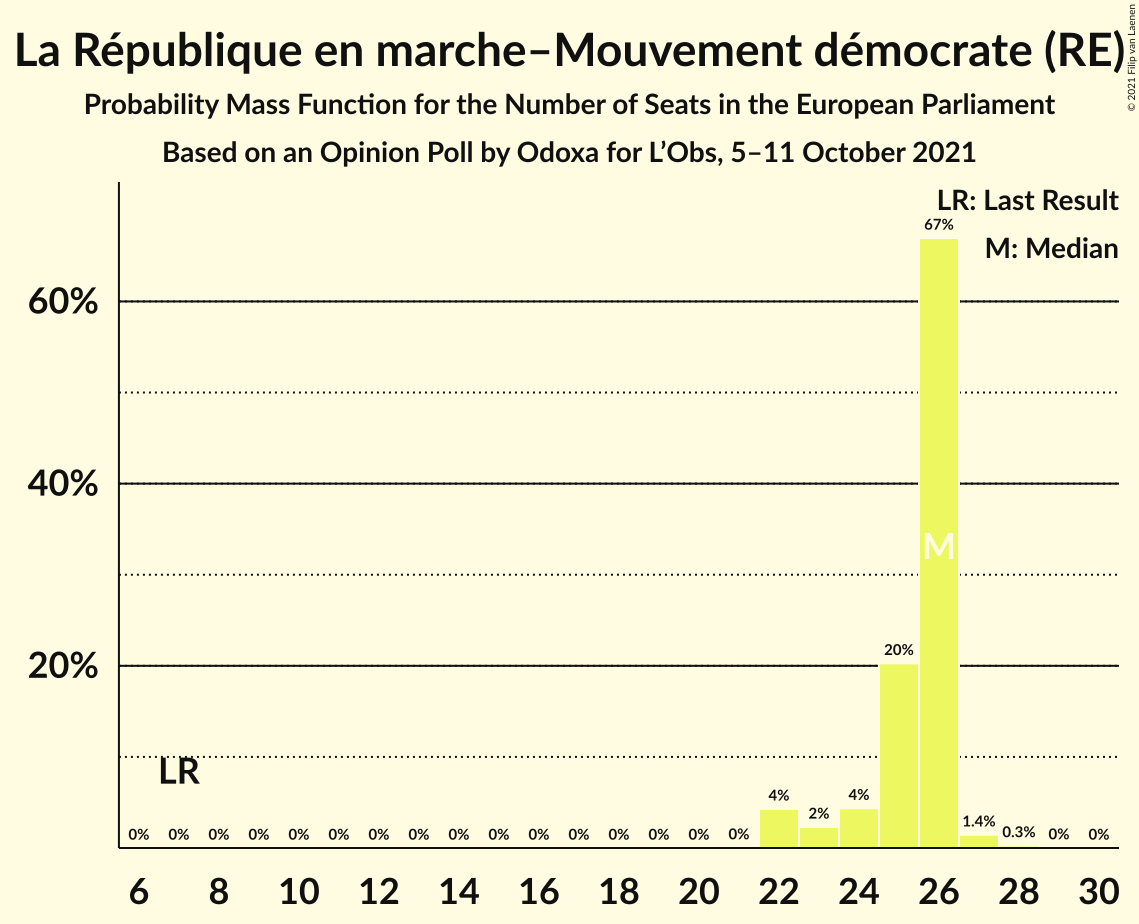 La République en marche–Mouvement démocrate (RE)
© 2021 Filip van Laenen
Probability Mass Function for the Number of Seats in the European Parliament
Based on an Opinion Poll by Odoxa for L’Obs, 5–11 October 2021
LR: Last Result
M: Median
67%
60%
40%
M
20%
20%
LR
4% 2% 4% 1.4% 0.3%
0% 0% 0% 0% 0% 0% 0% 0% 0% 0% 0% 0% 0% 0% 0% 0% 0% 0%
6 8 10 12 14 16 18 20 22 24 26 28 30